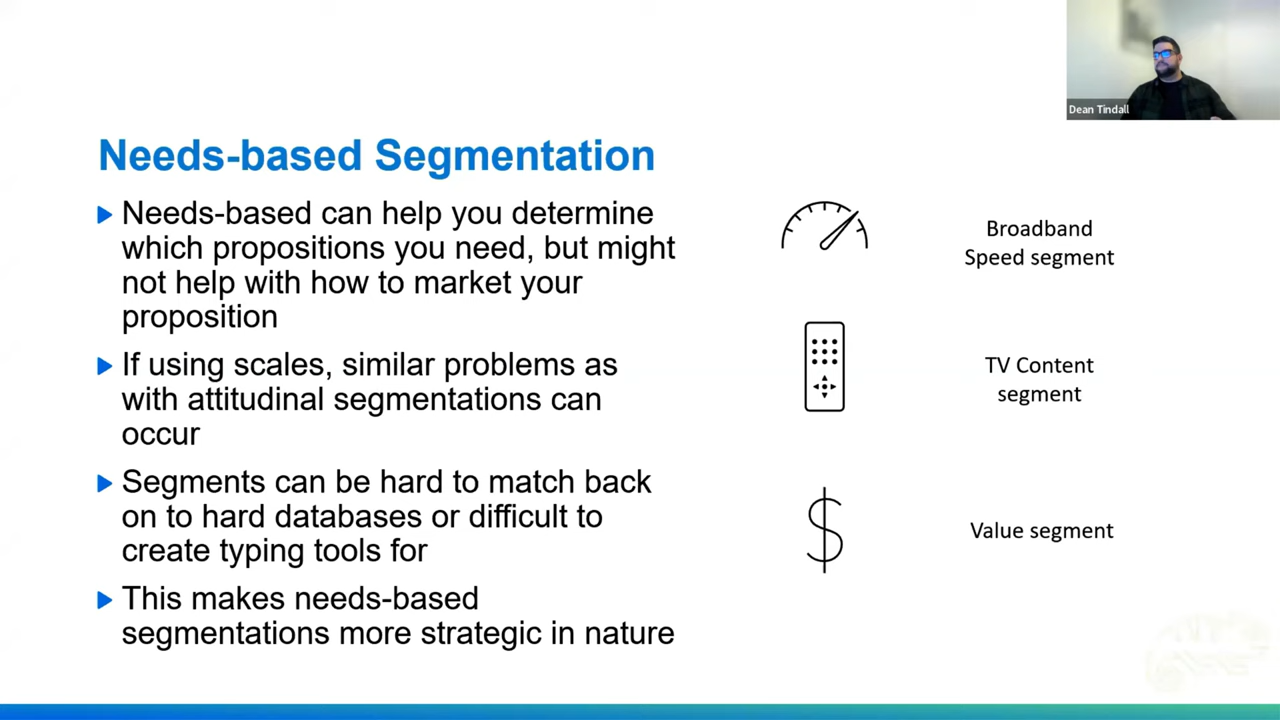 Dean Tindall
Needs-based Segmentation
Needs-based can help you determine
which propositions you need, but might
not help with how to market your
proposition
If using scales, similar problems as
with attitudinal segmentations can
occur
Segments can be hard to match back
on to hard databases or difficult to
create typing tools for
This makes needs-based
segmentations more strategic in nature
Broadband
Speed segment
TV Content
segment
$
Value segment